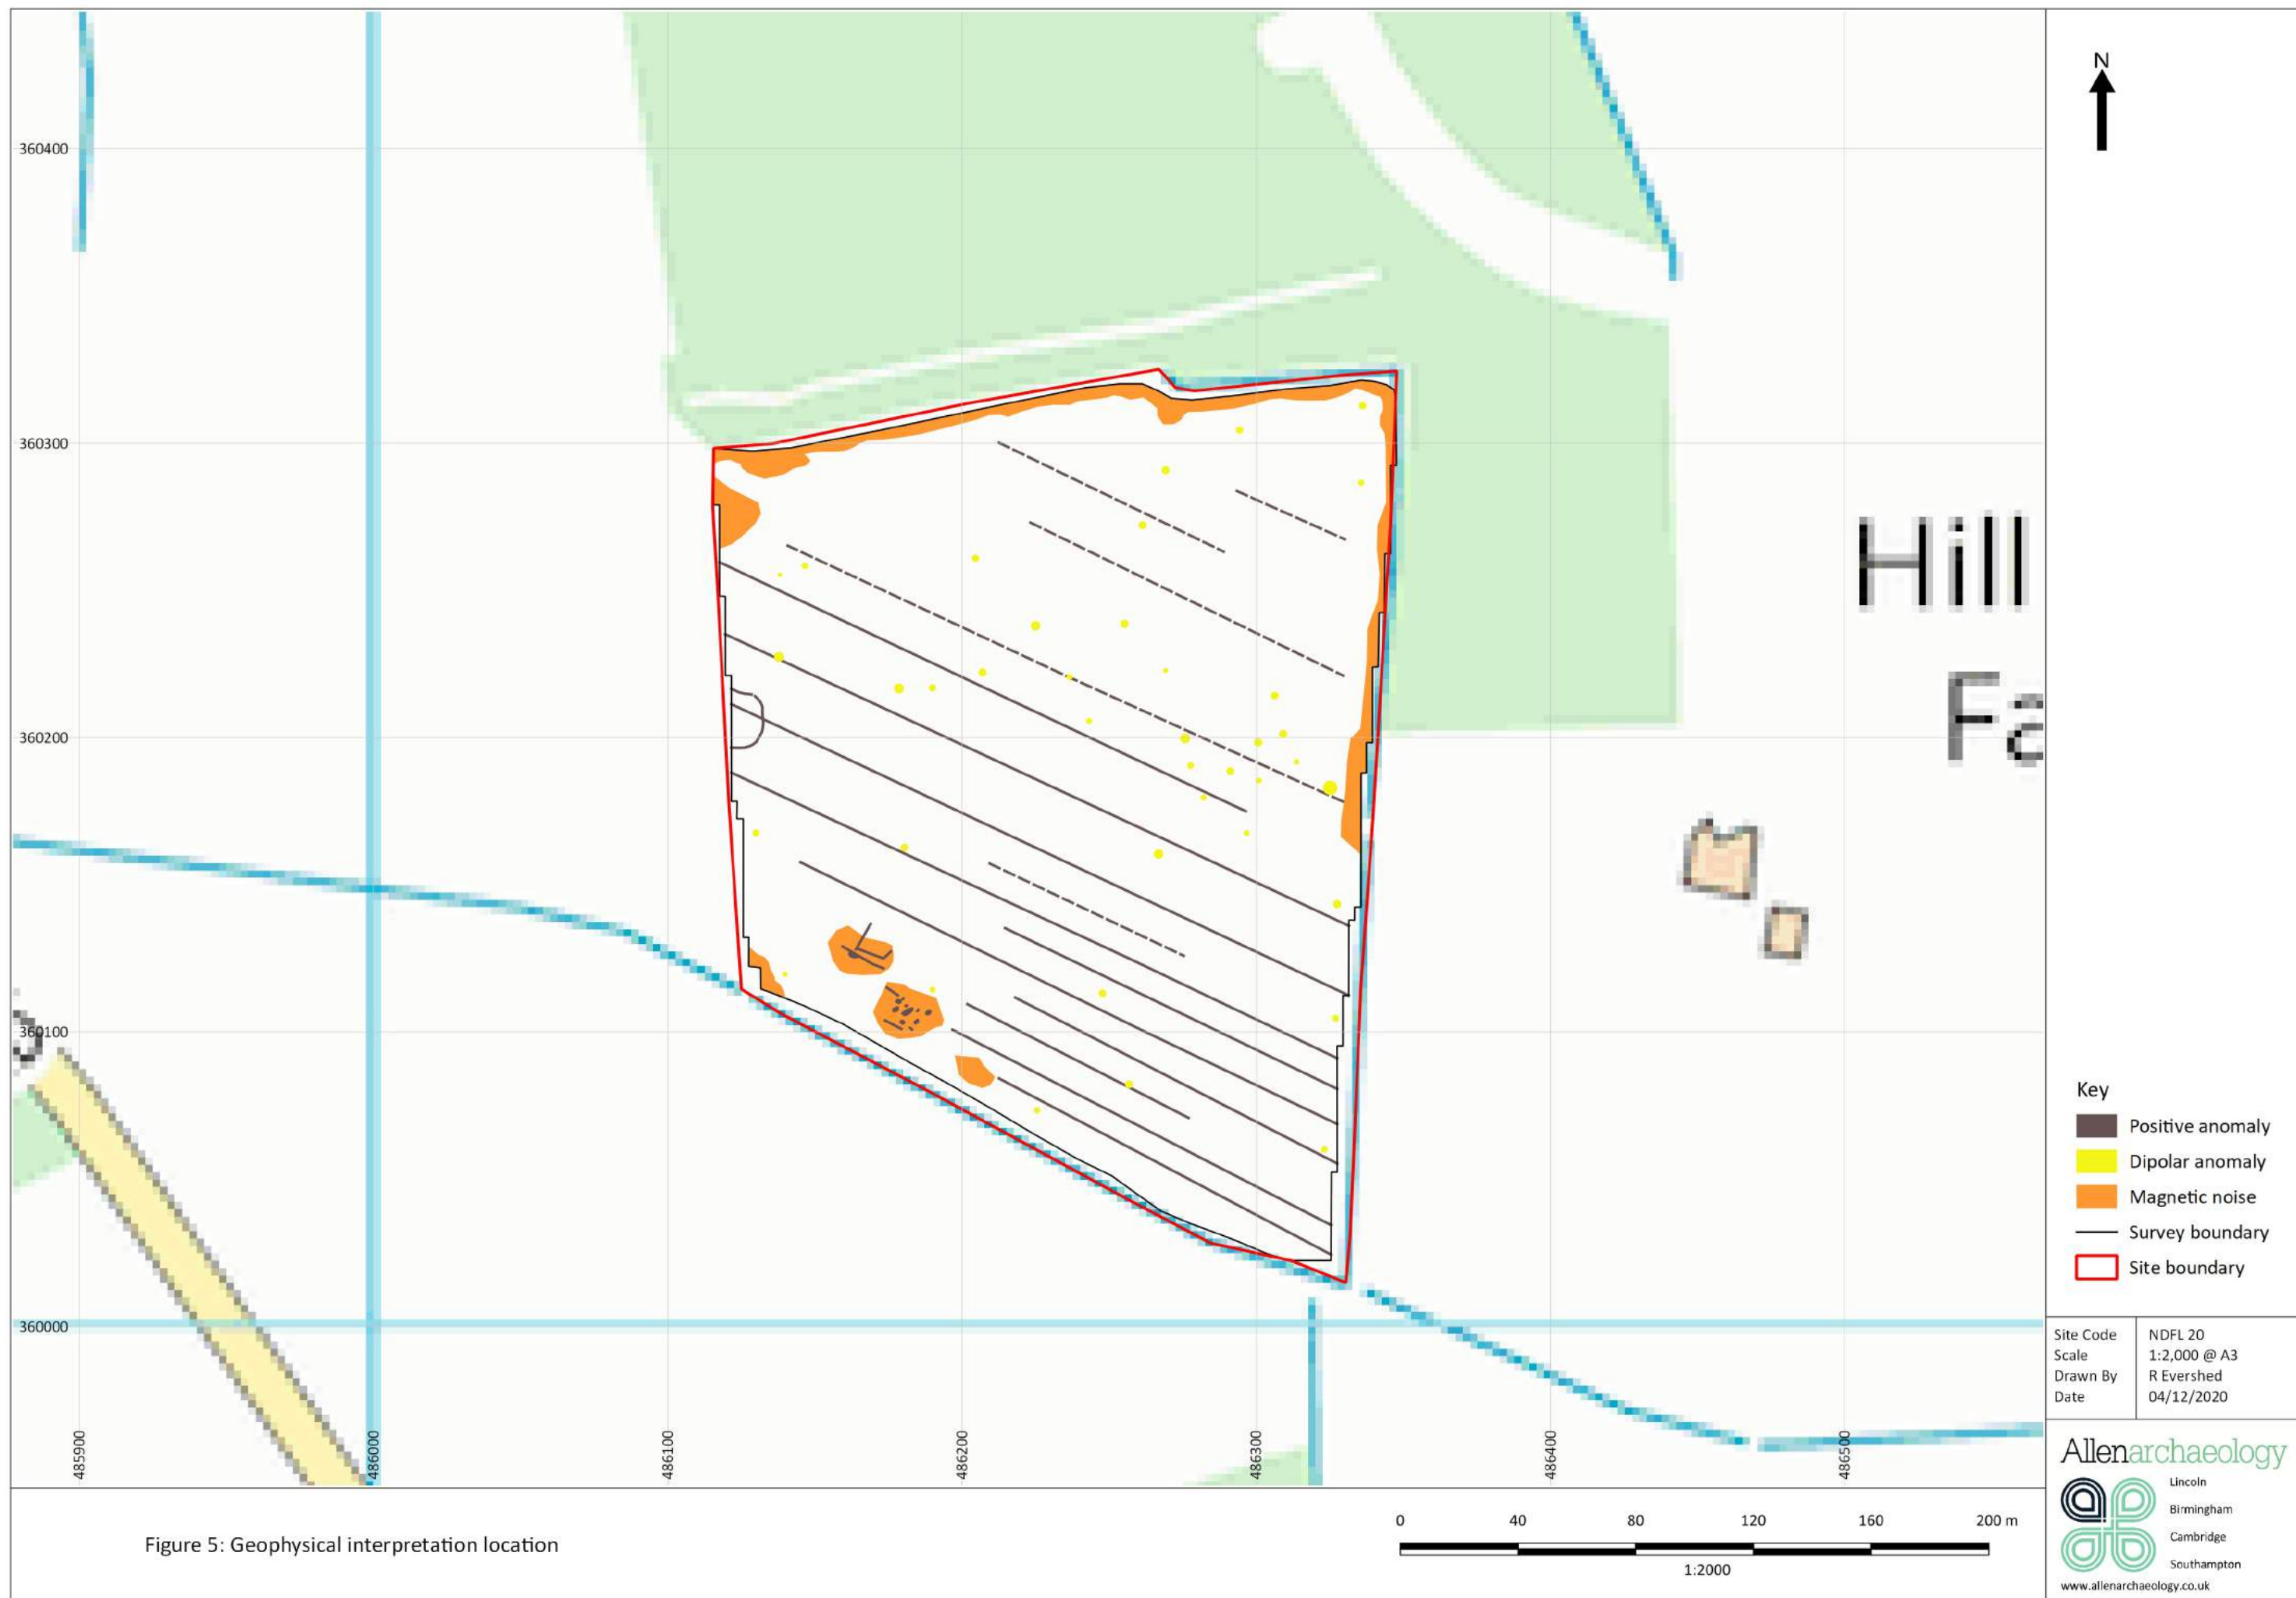 N
360400
360300
360200
360100
360000
485900
486000
486100
486200
486300
486400
486500
Hill
Fa
Key
Positive anomaly
Dipolar anomaly
Magnetic noise
Survey boundary
Site boundary
Site Code NDFL 20
Scale 1:2,000 @ A3
Drawn By R Evershed
Date 04/12/2020
Allenarchaeology
Lincoln
Birmingham
Cambridge
Southampton
www.allenarchaeology.co.uk
Figure 5: Geophysical interpretation location
0 40 80 120 160 200 m
1:2000